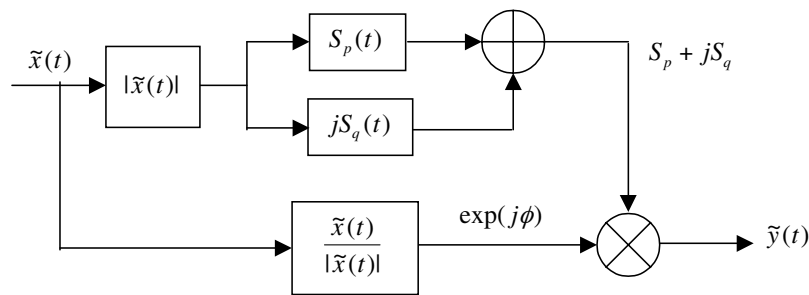 x̃(t)
|x̃(t)|
S_p(t)
jS_q(t)
S_p + jS_q
x̃(t)
|x̃(t)|
exp(jϕ)
ỹ(t)